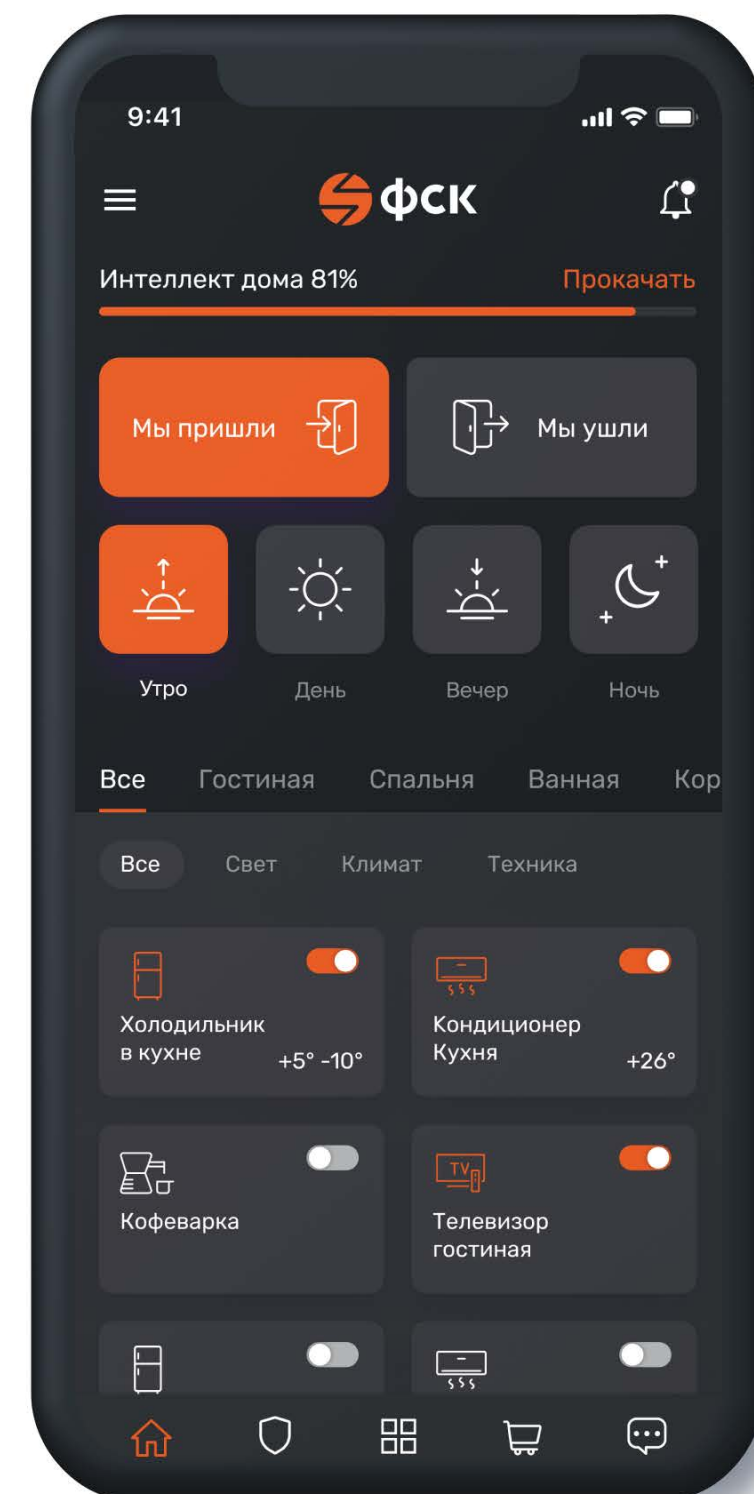 9:41
фск
Интеллект дома 81% Прокачать
Мы пришли Мы ушли
Утро День Вечер Ночь
Все Гостиная Спальня Ванная Кор
Все Свет Климат Техника
Холодильник
в кухне +5° -10°
Кондиционер
Кухня +26°
Кофеварка
TV
Телевизор
гостиная